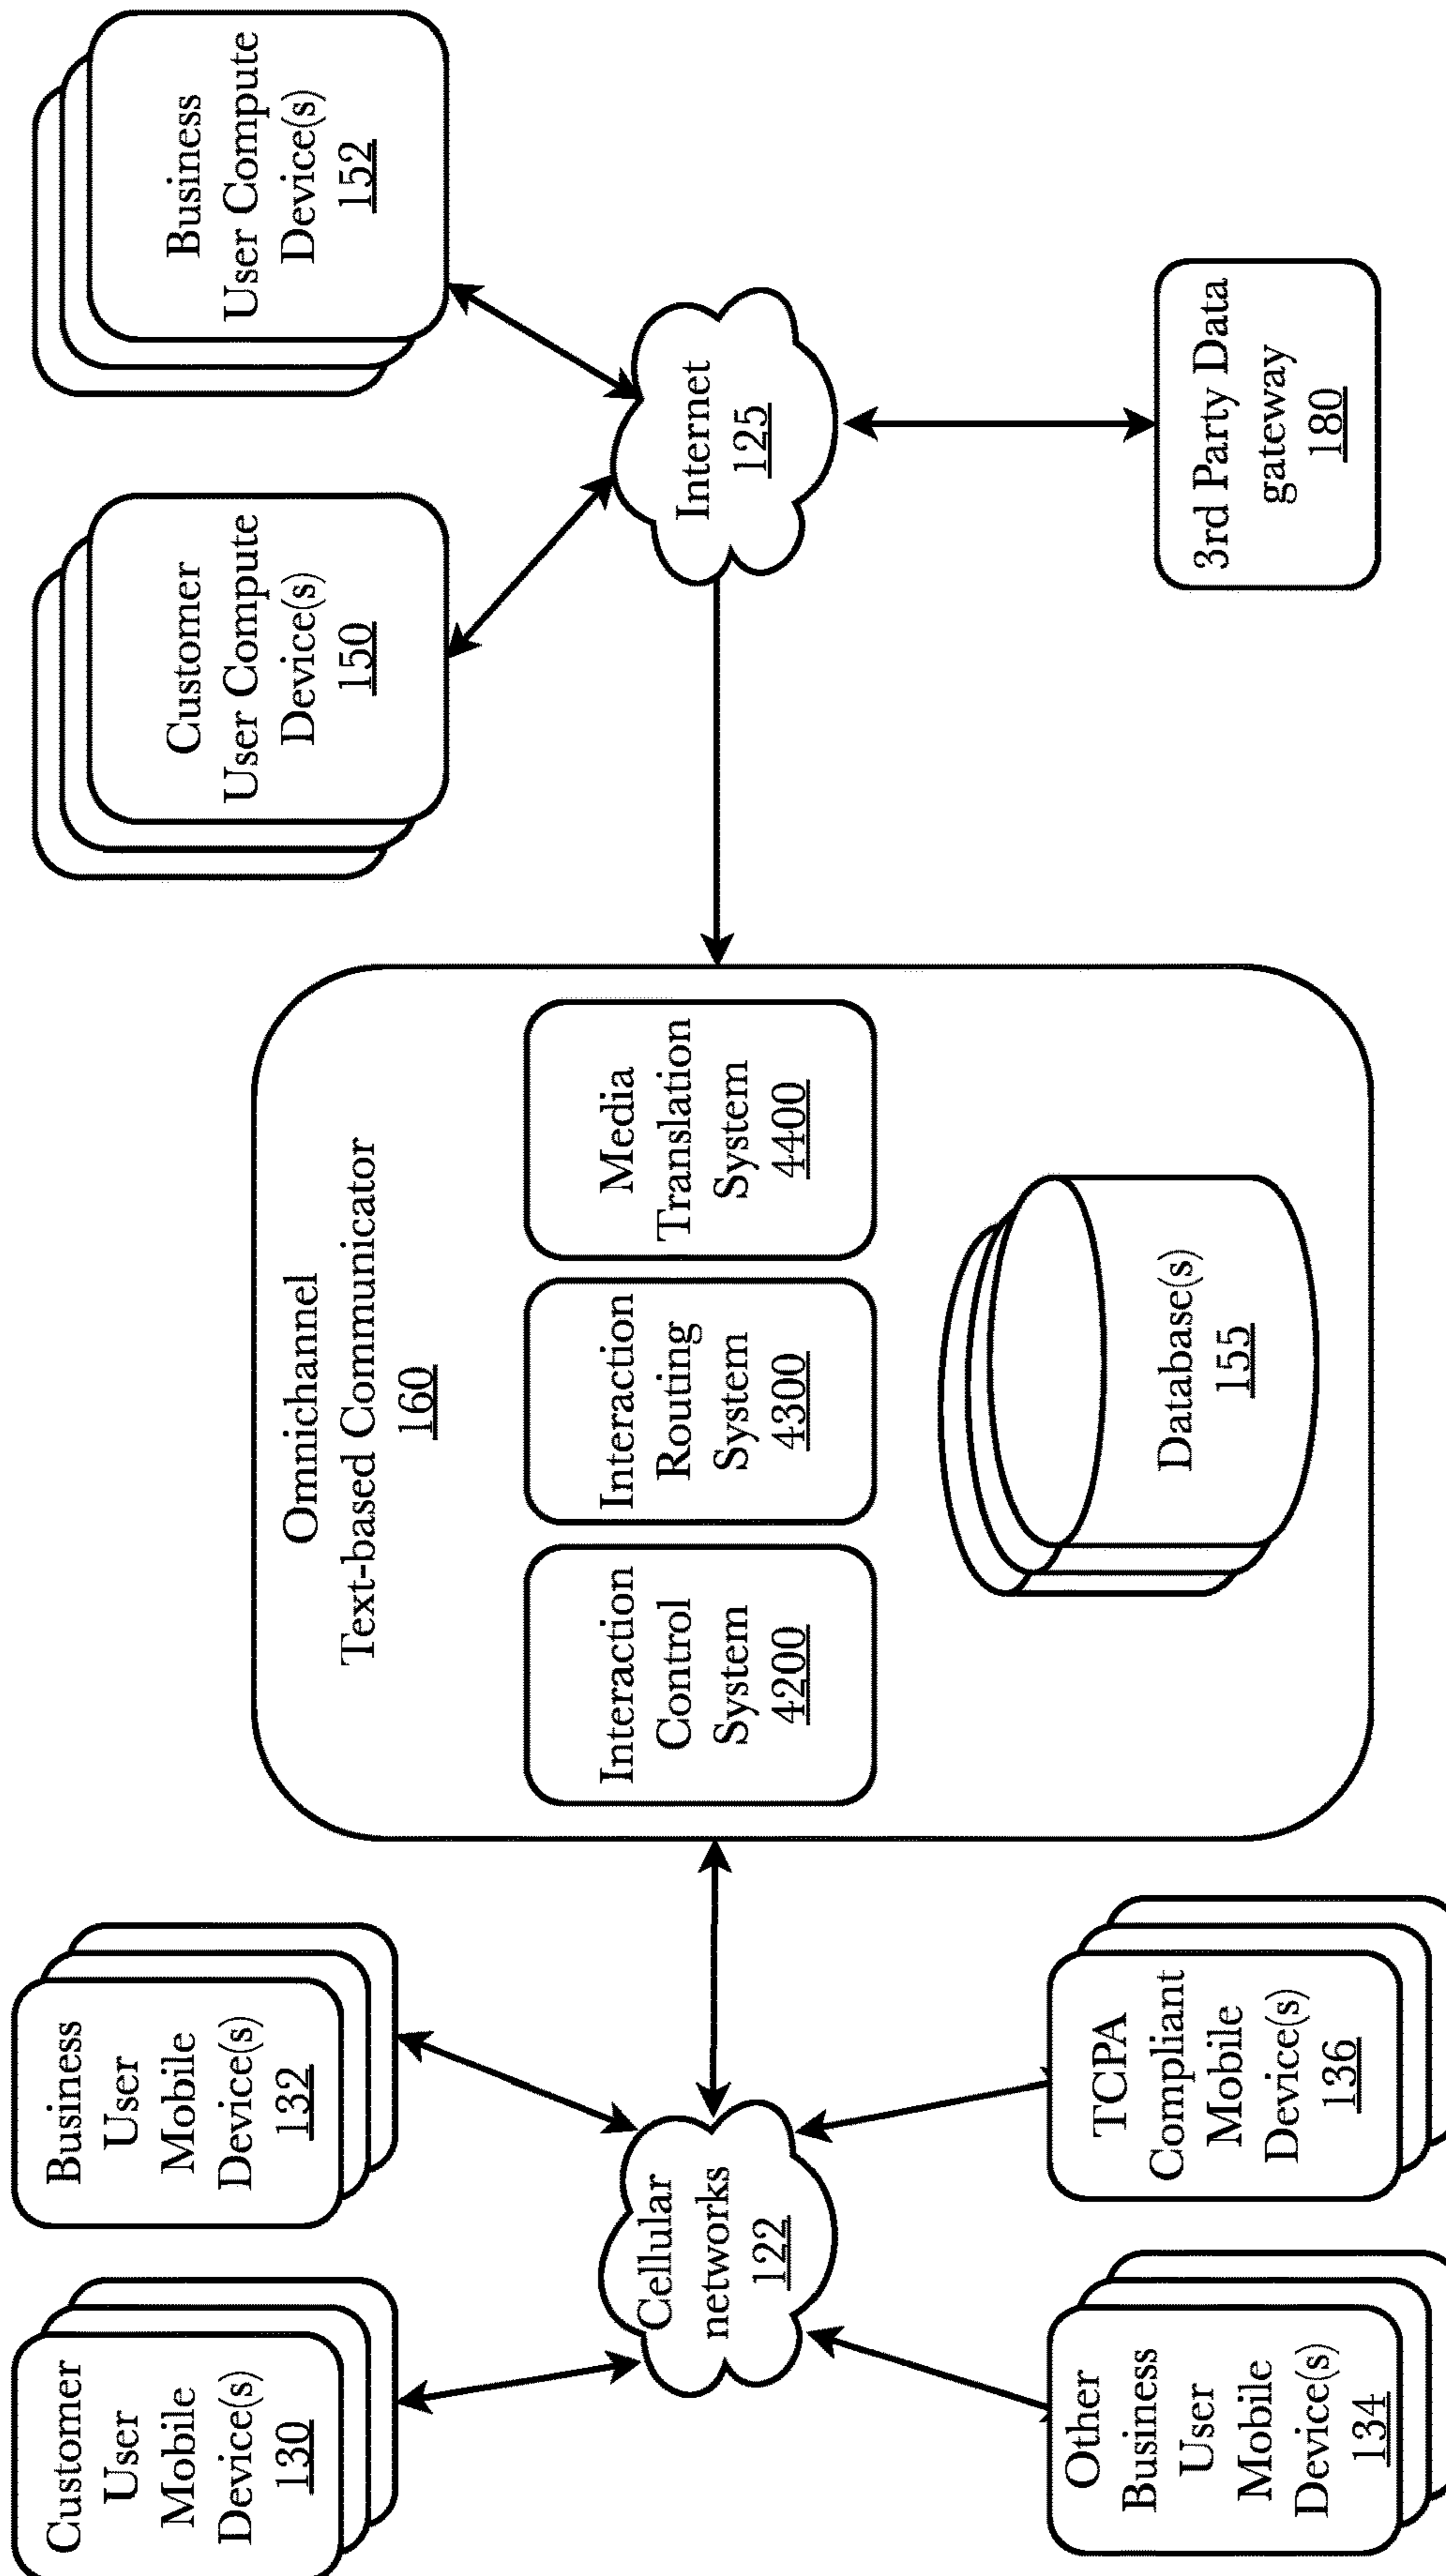 Customer
User
Mobile
Device(s)
130
Business
User
Mobile
Device(s)
132
Cellular
networks
122
Other
Business
User
Mobile
Device(s)
134
TCPA
Compliant
Mobile
Device(s)
136
Omnichannel
Text-based Communicator
160
Interaction
Control
System
4200
Interaction
Routing
System
4300
Media
Translation
System
4400
Database(s)
155
Customer
User Compute
Device(s)
150
Business
User Compute
Device(s)
152
Internet
125
3rd Party Data
gateway
180